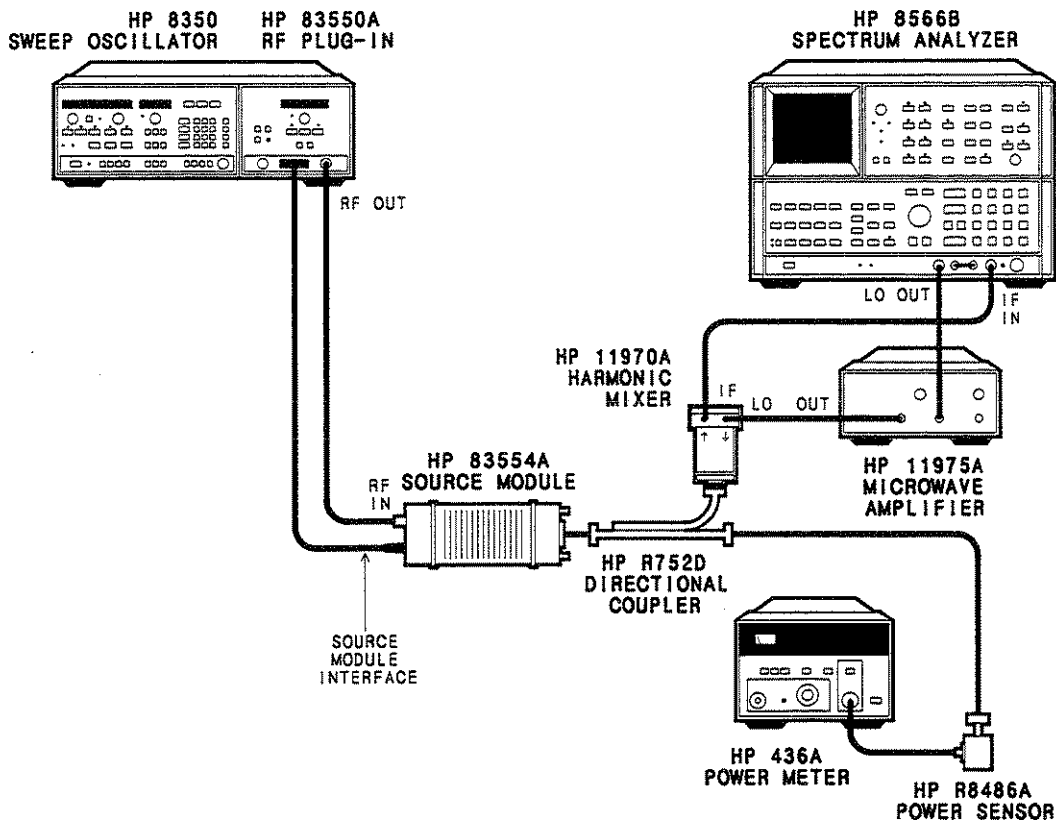 HP 8350
SWEEP OSCILLATOR
HP 83550A
RF PLUG-IN
HP 8566B
SPECTRUM ANALYZER
RF OUT
LO OUT
IF
IN
HP 11970A
HARMONIC
MIXER
IF
LO OUT
HP 11975A
MICROWAVE
AMPLIFIER
HP 83554A
SOURCE MODULE
RF
IN
HP R752D
DIRECTIONAL
COUPLER
SOURCE
MODULE
INTERFACE
HP 436A
POWER METER
HP R8486A
POWER SENSOR